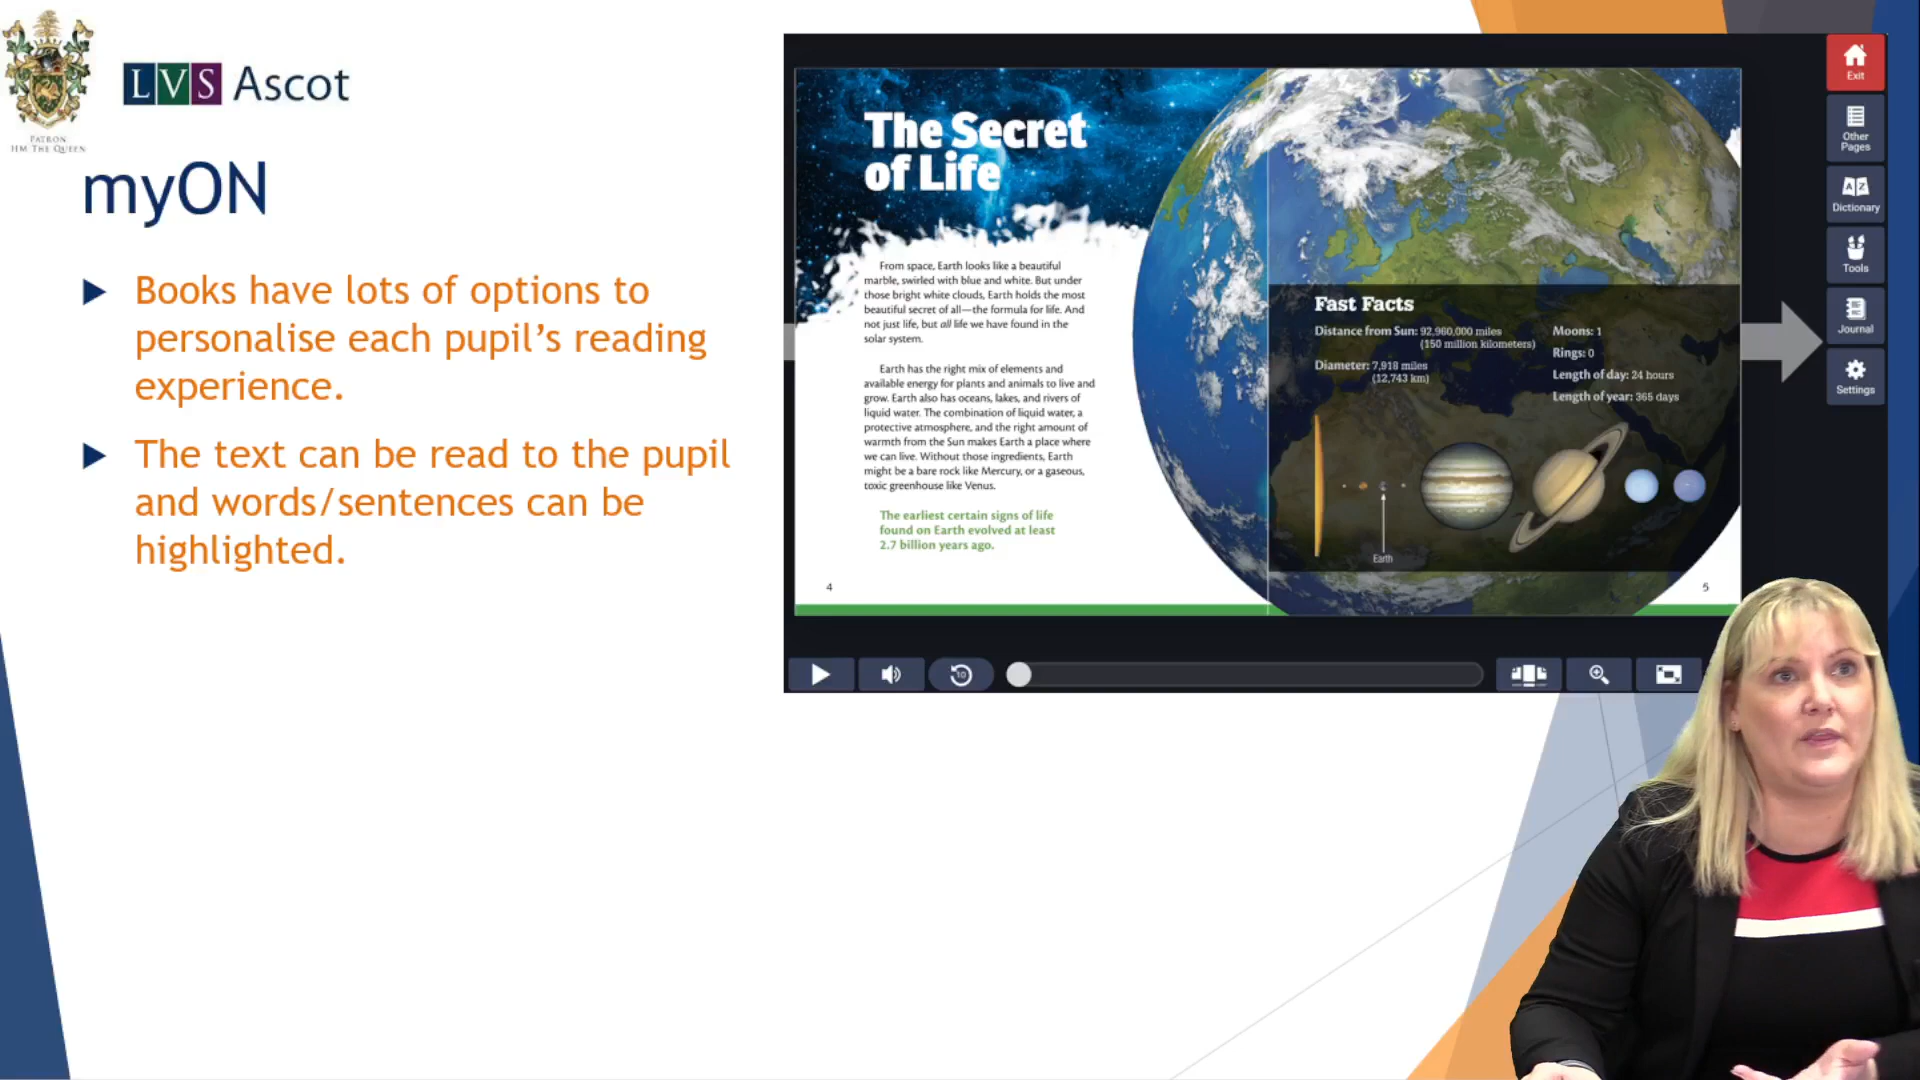 PATRON
HM THE QUEEN
LVS Ascot
myON
Books have lots of options to
personalise each pupil's reading
experience.
The text can be read to the pupil
and words/sentences can be
highlighted.
The Secret
of Life
From space, Earth looks like a beautiful
marble, swirled with blue and white. But under
those bright white clouds, Earth holds the most
beautiful secret of all—the formula for life. And
not just life, but all life we have found in the
solar system.
Earth has the right mix of elements and
available energy for plants and animals to live and
grow. Earth also has oceans, lakes, and rivers of
liquid water. The combination of liquid water, a
protective atmosphere, and the right amount of
warmth from the Sun makes Earth a place where
we can live. Without those ingredients, Earth
might be a bare rock like Mercury, or a gaseous,
toxic greenhouse like Venus.
The earliest certain signs of life
found on Earth evolved at least
2.7 billion years ago.
4
Fast Facts
Distance from Sun: 92,960,000 miles
(150 million kilometers)
Diameter: 7,918 miles
(12,743 km)
Moons: 1
Rings: 0
Length of day: 24 hours
Length of year: 365 days
Earth
5
Exit
Other
Pages
A Z
Dictionary
Tools
Journal
Settings
10